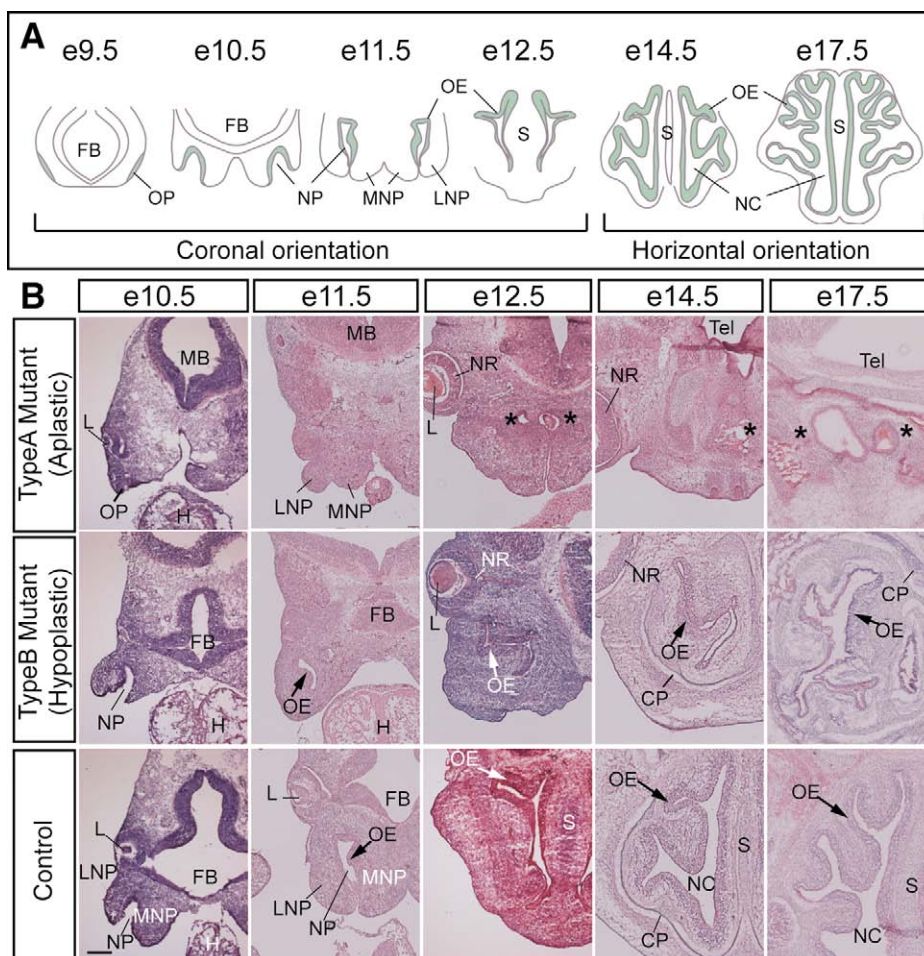 A
e9.5 e10.5 e11.5 e12.5 e14.5 e17.5
OE OE
FB FB S S S
OP NP MNP LNP NC
Coronal orientation Horizontal orientation
B e10.5 e11.5 e12.5 e14.5 e17.5
TypeA Mutant
(Aplastic)
MB L OP H
MB LNP MNP
NR L * *
Tel NR *
Tel * *
TypeB Mutant
(Hypoplastic)
FB NP H
FB OE H
NR L OE
NR OE CP
CP OE
Control
L LNP FB MNP NP H
L FB OE MNP LNP NP
OE S
OE S NC CP
OE S NC